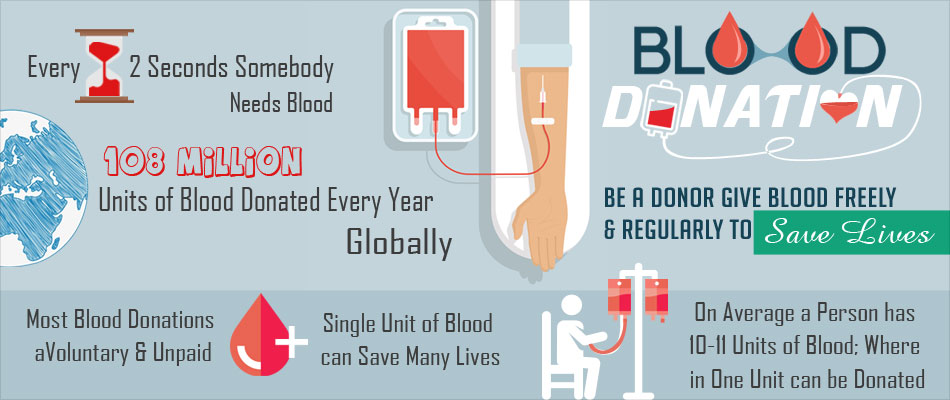 Every 2 Seconds Somebody
Needs Blood
108 Million
Units of Blood Donated Every Year
Globally
BLOOD
DONATION
BE A DONOR GIVE BLOOD FREELY
& REGULARLY TO Save Lives
Most Blood Donations
aVoluntary & Unpaid
Single Unit of Blood
can Save Many Lives
On Average a Person has
10-11 Units of Blood; Where
in One Unit can be Donated